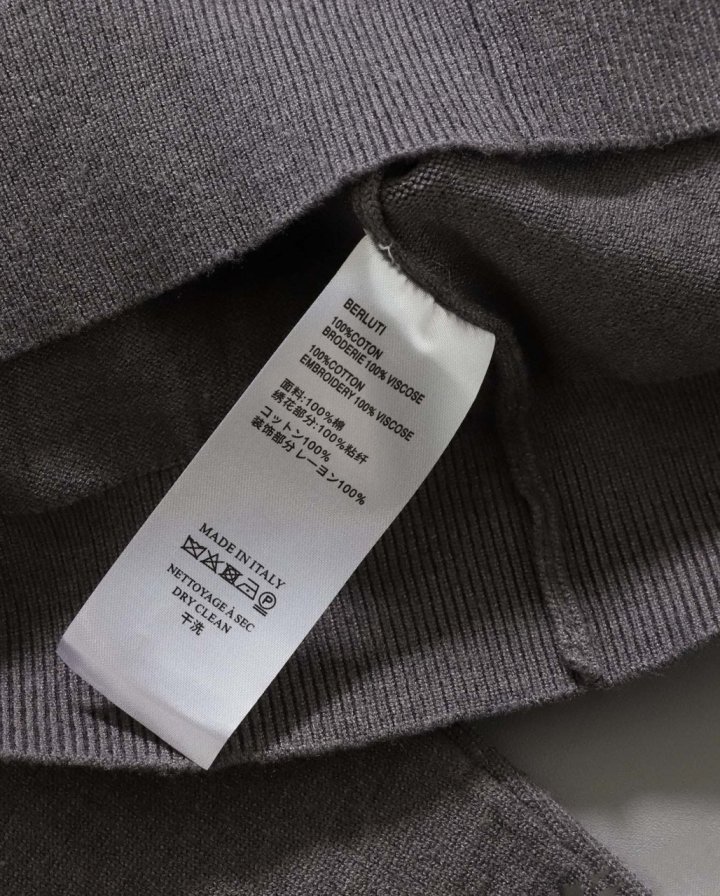 BERLUTI
100%COTON
BRODERIE 100% VISCOSE
100%COTTON
EMBROIDERY 100% VISCOSE
面料:100%棉
绣花部分:100%粘纤
コットン100%
装饰部分 レーヨン100%
MADE IN ITALY
P
NETTOYAGE À SEC
DRY CLEAN
干洗